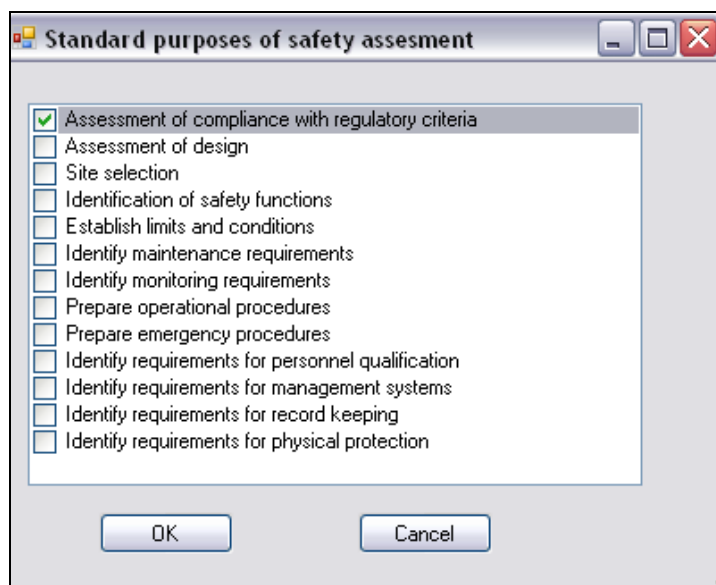 Standard purposes of safety assesment
Assessment of compliance with regulatory criteria
Assessment of design
Site selection
Identification of safety functions
Establish limits and conditions
Identify maintenance requirements
Identify monitoring requirements
Prepare operational procedures
Prepare emergency procedures
Identify requirements for personnel qualification
Identify requirements for management systems
Identify requirements for record keeping
Identify requirements for physical protection
OK Cancel